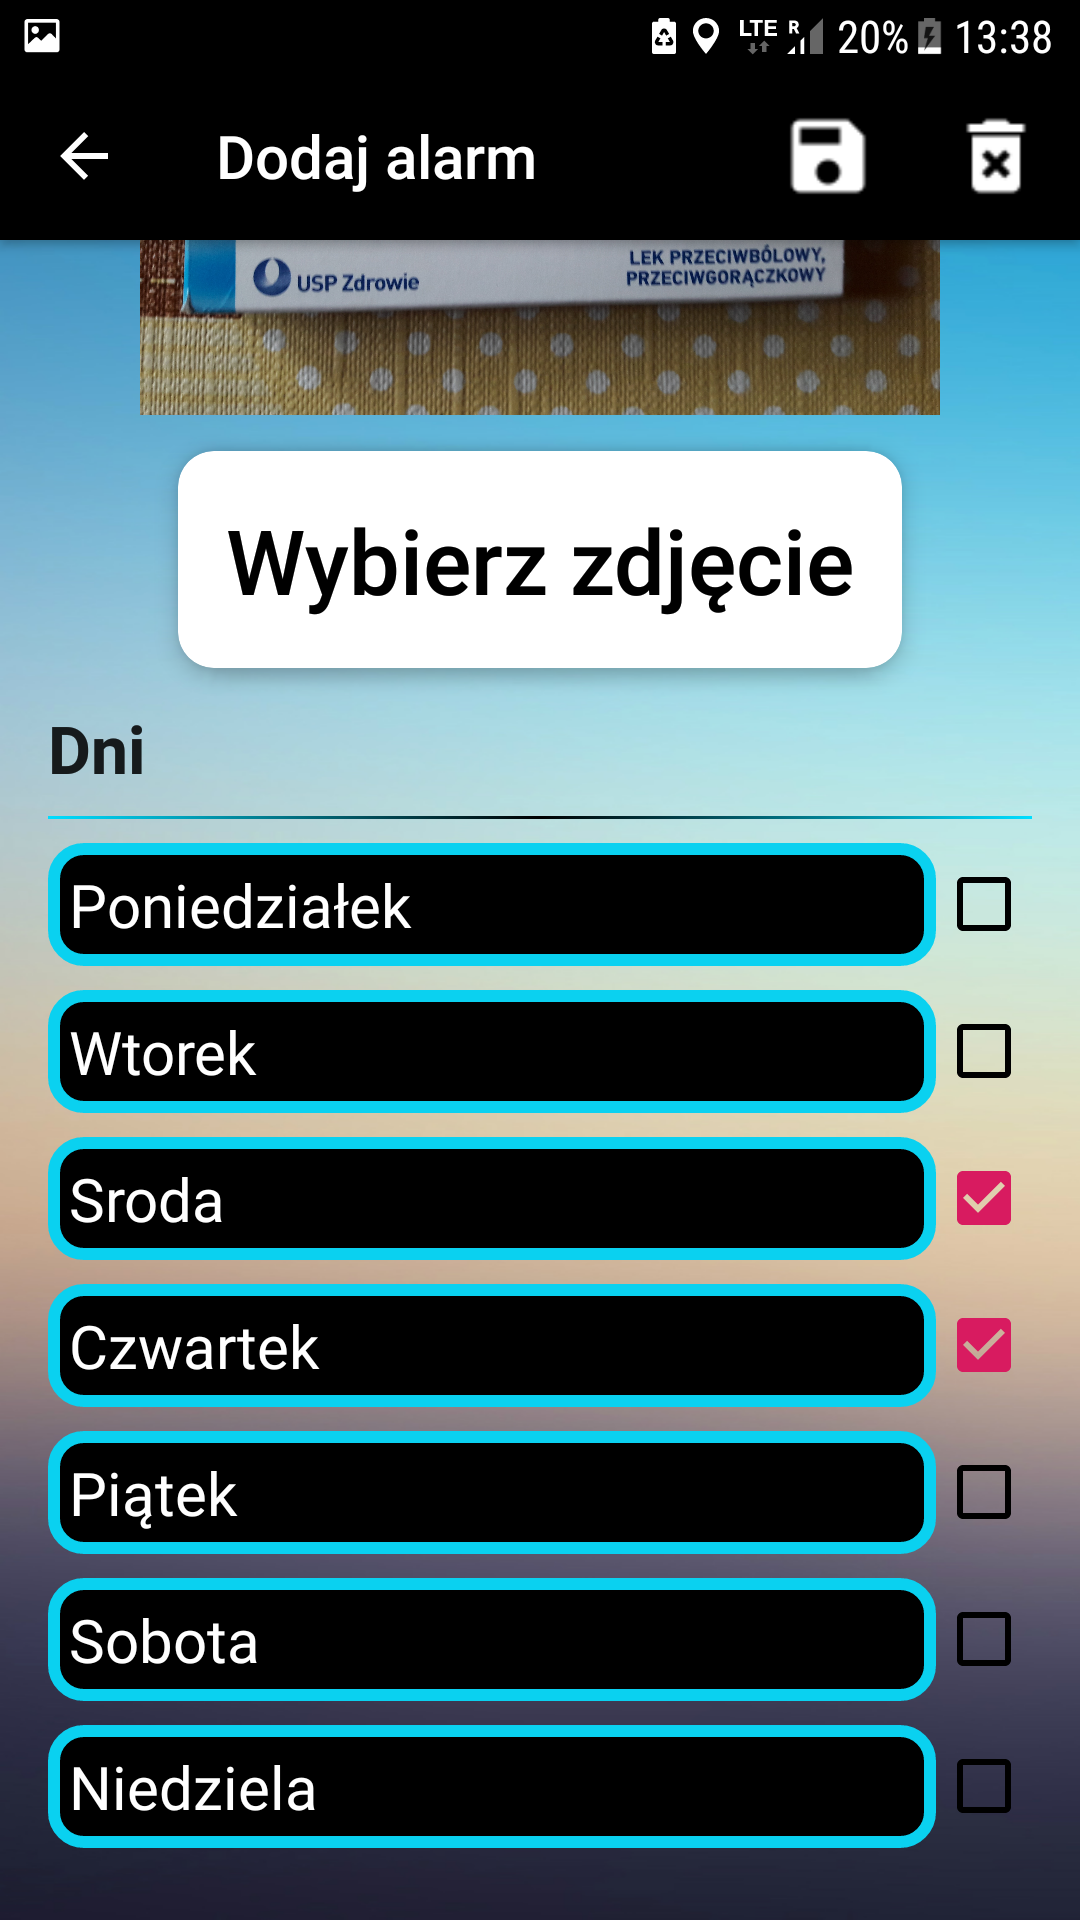 LTE R 20% 13:38
Dodaj alarm
USP Zdrowie
LEK PRZECIWBÓLOWY,
PRZECIWGORĄCZKOWY
Wybierz zdjęcie
Dni
Poniedziałek
Wtorek
Sroda
Czwartek
Piątek
Sobota
Niedziela